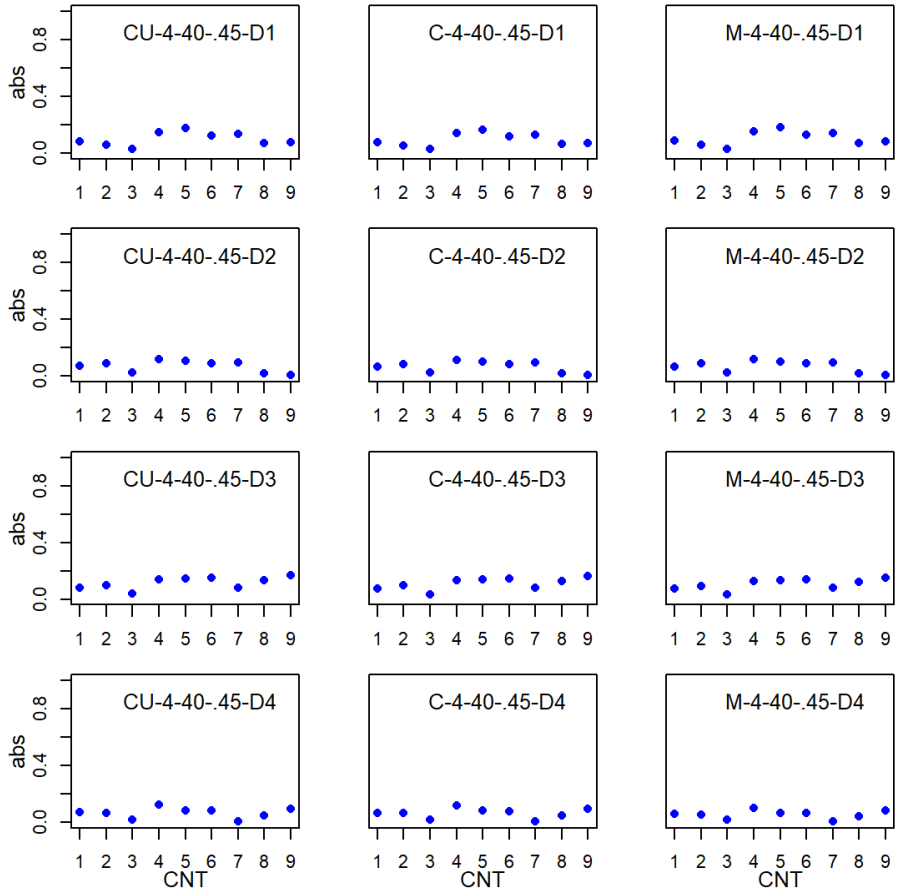 CU-4-40-.45-D1 C-4-40-.45-D1 M-4-40-.45-D1
abs
0.8
0.4
0.0
1 2 3 4 5 6 7 8 9 1 2 3 4 5 6 7 8 9 1 2 3 4 5 6 7 8 9
CU-4-40-.45-D2 C-4-40-.45-D2 M-4-40-.45-D2
abs
0.8
0.4
0.0
1 2 3 4 5 6 7 8 9 1 2 3 4 5 6 7 8 9 1 2 3 4 5 6 7 8 9
CU-4-40-.45-D3 C-4-40-.45-D3 M-4-40-.45-D3
abs
0.8
0.4
0.0
1 2 3 4 5 6 7 8 9 1 2 3 4 5 6 7 8 9 1 2 3 4 5 6 7 8 9
CU-4-40-.45-D4 C-4-40-.45-D4 M-4-40-.45-D4
abs
0.8
0.4
0.0
1 2 3 4 5 6 7 8 9 1 2 3 4 5 6 7 8 9 1 2 3 4 5 6 7 8 9
CNT CNT CNT